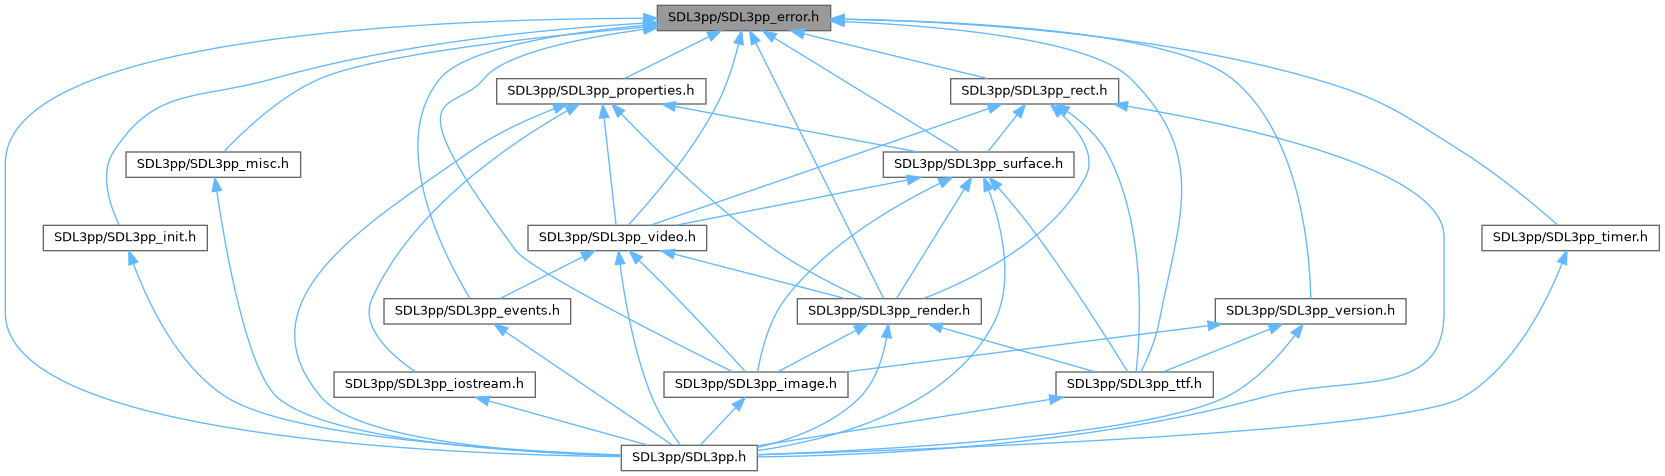 SDL3pp/SDL3pp_error.h
SDL3pp/SDL3pp_properties.h
SDL3pp/SDL3pp_rect.h
SDL3pp/SDL3pp_misc.h
SDL3pp/SDL3pp_surface.h
SDL3pp/SDL3pp_init.h
SDL3pp/SDL3pp_video.h
SDL3pp/SDL3pp_timer.h
SDL3pp/SDL3pp_events.h
SDL3pp/SDL3pp_render.h
SDL3pp/SDL3pp_version.h
SDL3pp/SDL3pp_iostream.h
SDL3pp/SDL3pp_image.h
SDL3pp/SDL3pp_ttf.h
SDL3pp/SDL3pp.h